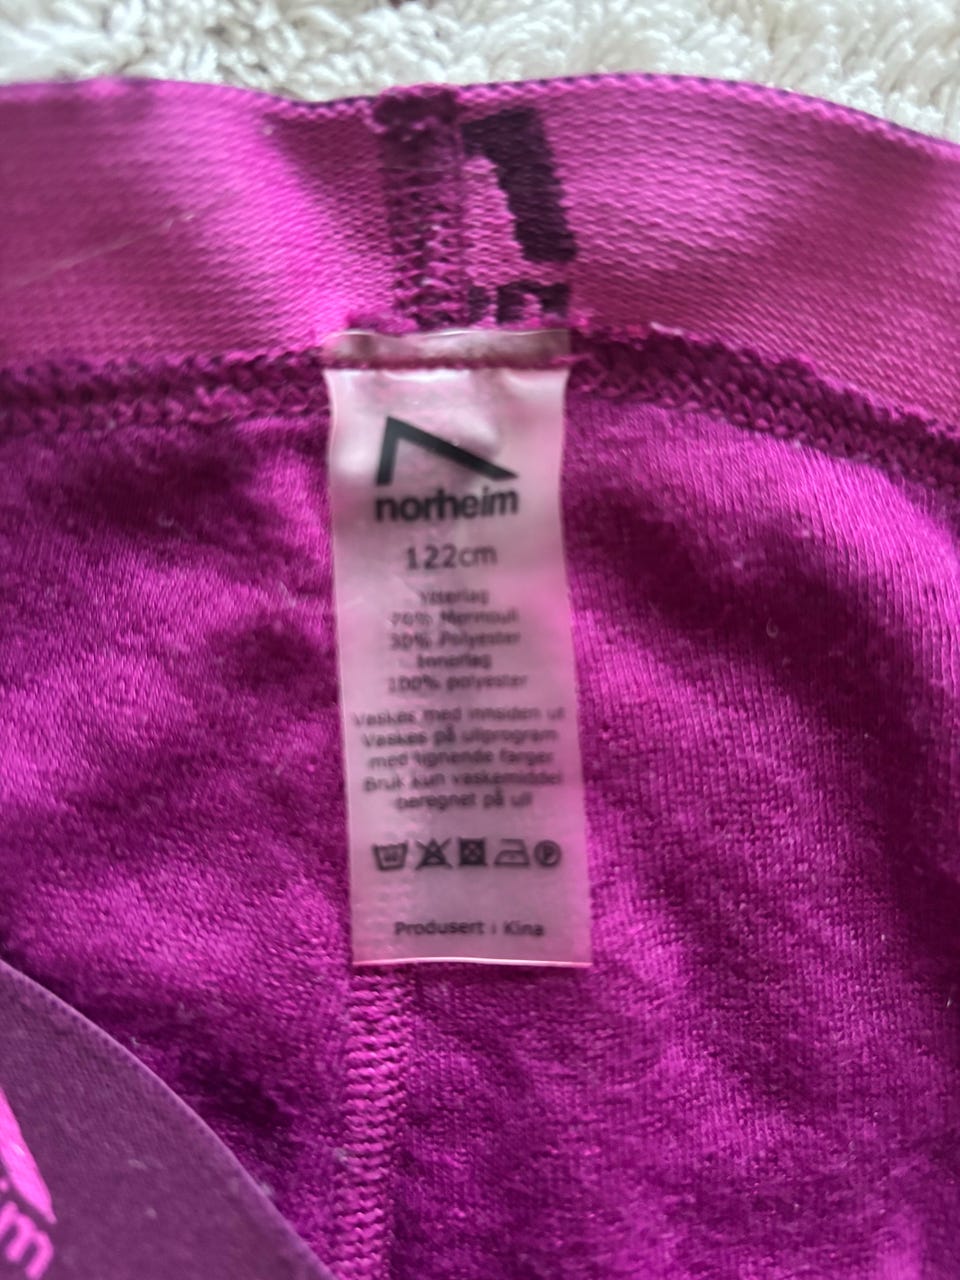 norheim
122cm
Ytterlag
70% Merinoull
30% Polyester
Innerlag
100% polyester
Vaskes med innsiden ut
Vaskes på ullprogram
med lignende farger
Bruk kun vaskemiddel
beregnet på ull
Produsert i Kina